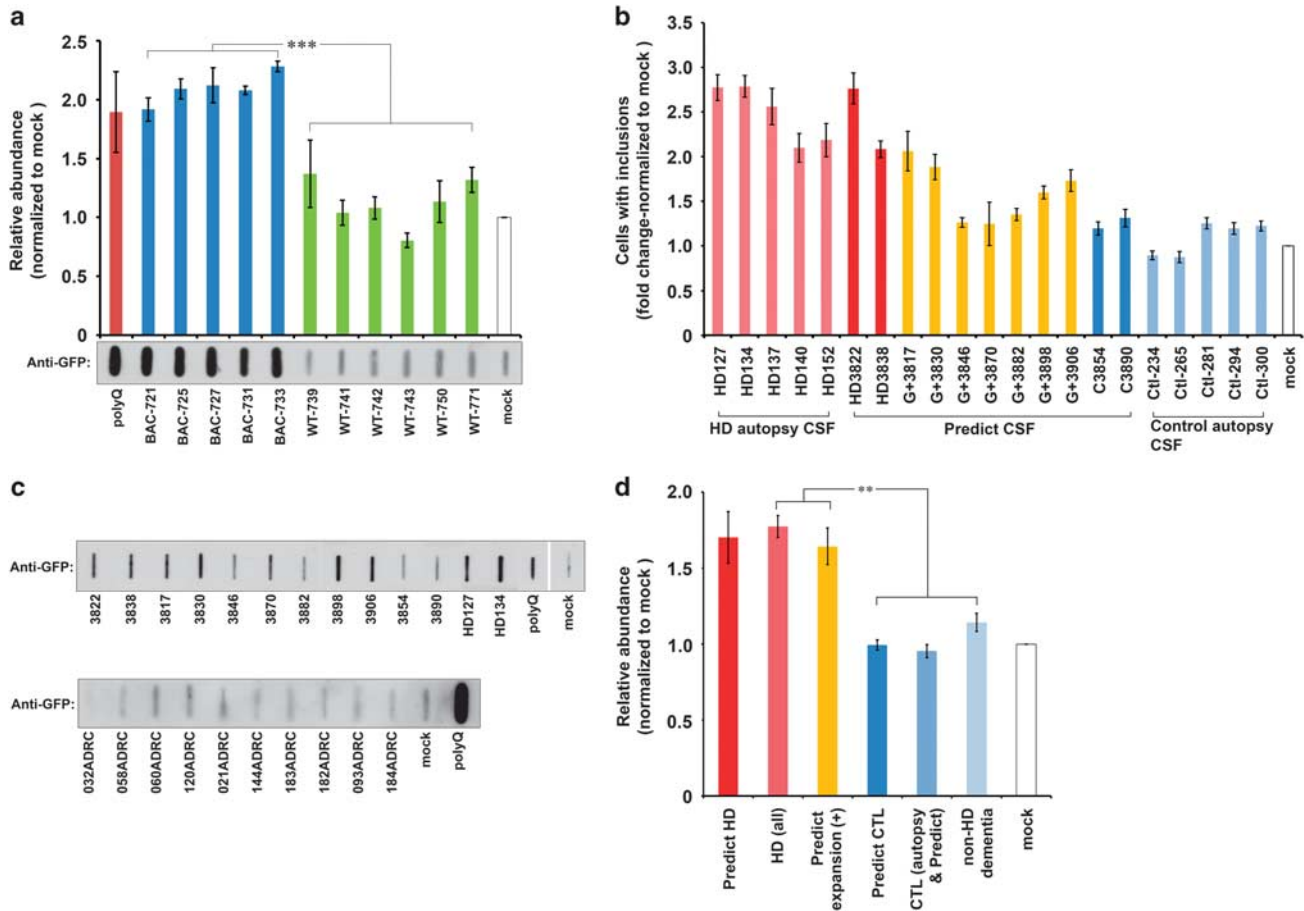 a
Relative abundance
(normalized to mock )
2.5
2.0
1.5
1.0
0.5
0
***
Anti-GFP:
polyQ
BAC-721
BAC-725
BAC-727
BAC-731
BAC-733
WT-739
WT-741
WT-742
WT-743
WT-750
WT-771
mock
b
Cells with inclusions
(fold change-normalized to mock )
3.5
3.0
2.5
2.0
1.5
1.0
0.5
0
HD127
HD134
HD137
HD140
HD152
HD3822
HD3838
G+3817
G+3830
G+3846
G+3870
G+3882
G+3898
G+3906
C3854
C3890
Ctl-234
Ctl-265
Ctl-281
Ctl-294
Ctl-300
mock
HD autopsy CSF
Predict CSF
Control autopsy
CSF
c
Anti-GFP:
3822
3838
3817
3830
3846
3870
3882
3898
3906
3854
3890
HD127
HD134
polyQ
mock
Anti-GFP:
032ADRC
058ADRC
060ADRC
120ADRC
021ADRC
144ADRC
183ADRC
182ADRC
093ADRC
184ADRC
mock
polyQ
d
Relative abundance
(normalized to mock )
2.0
1.5
1.0
0.5
0
**
Predict HD
HD (all)
Predict
expansion (+)
Predict CTL
CTL (autopsy
& Predict)
non-HD
dementia
mock